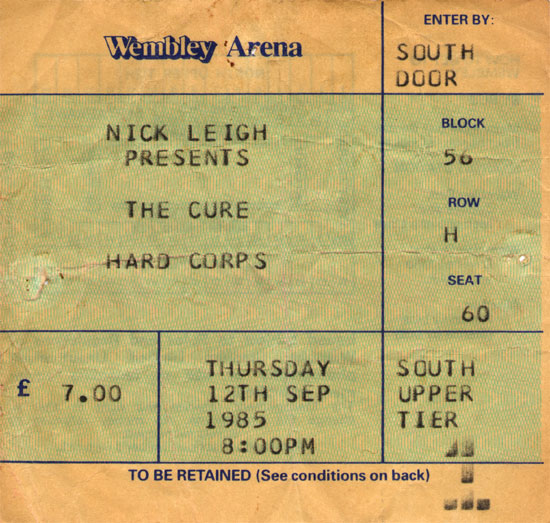 Wembley Arena
ENTER BY:
SOUTH
DOOR
NICK LEIGH
PRESENTS
THE CURE
HARD CORPS
BLOCK
56
ROW
H
SEAT
60
£ 7.00
THURSDAY
12TH SEP
1985
8:00PM
SOUTH
UPPER
TIER
TO BE RETAINED (See conditions on back)